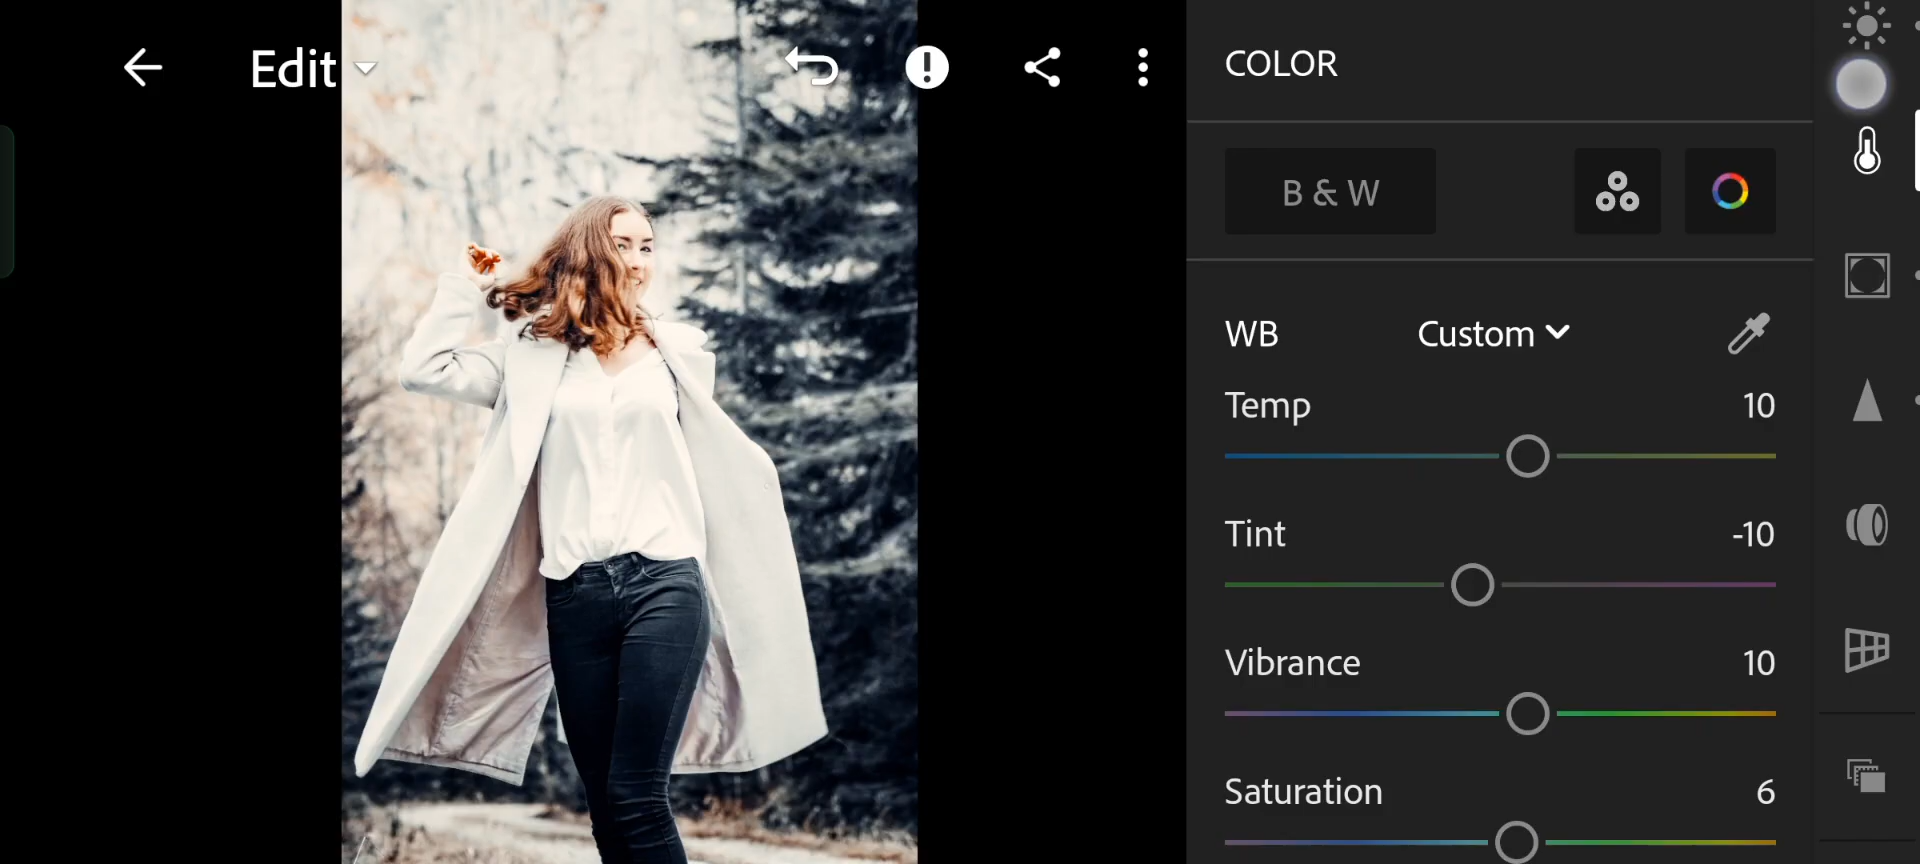 Edit
COLOR
B & W
WB Custom
Temp 10
Tint -10
Vibrance 10
Saturation 6